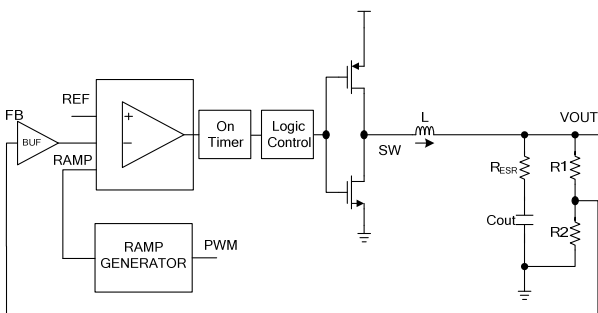 FB
BUF
REF
RAMP
+
−
On
Timer
Logic
Control
SW
L
VOUT
RESR
R1
Cout
R2
RAMP
GENERATOR
PWM